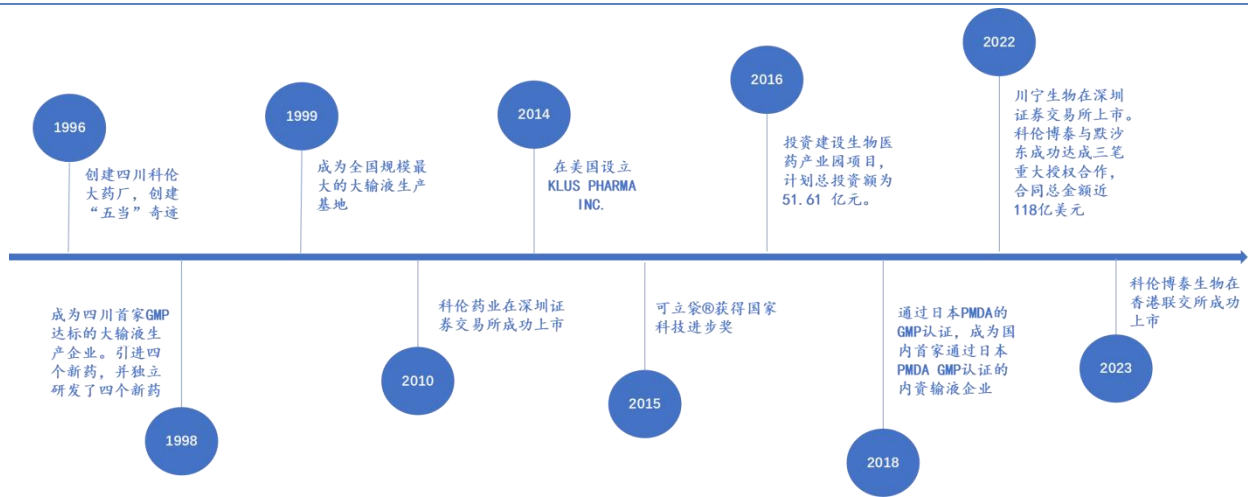 1996
创建四川科伦
大药厂，创建
“五当”奇迹
1998
成为四川首家GMP
达标的大输液生
产企业。引进四
个新药，并独立
研发了四个新药
1999
成为全国规模最
大的大输液生产
基地
2010
科伦药业在深圳证
券交易所成功上市
2014
在美国设立
KLUS PHARMA
INC.
2015
可立袋®获得国家
科技进步奖
2016
投资建设生物医
药产业园项目，
计划总投资额为
51.61 亿元。
2018
通过日本PMDA的
GMP认证，成为国
内首家通过日本
PMDA GMP认证的
内资输液企业
2022
川宁生物在深圳
证券交易所上市。
科伦博泰与默沙
东成功达成三笔
重大授权合作，
合同总金额近
118亿美元
2023
科伦博泰生物在
香港联交所成功
上市